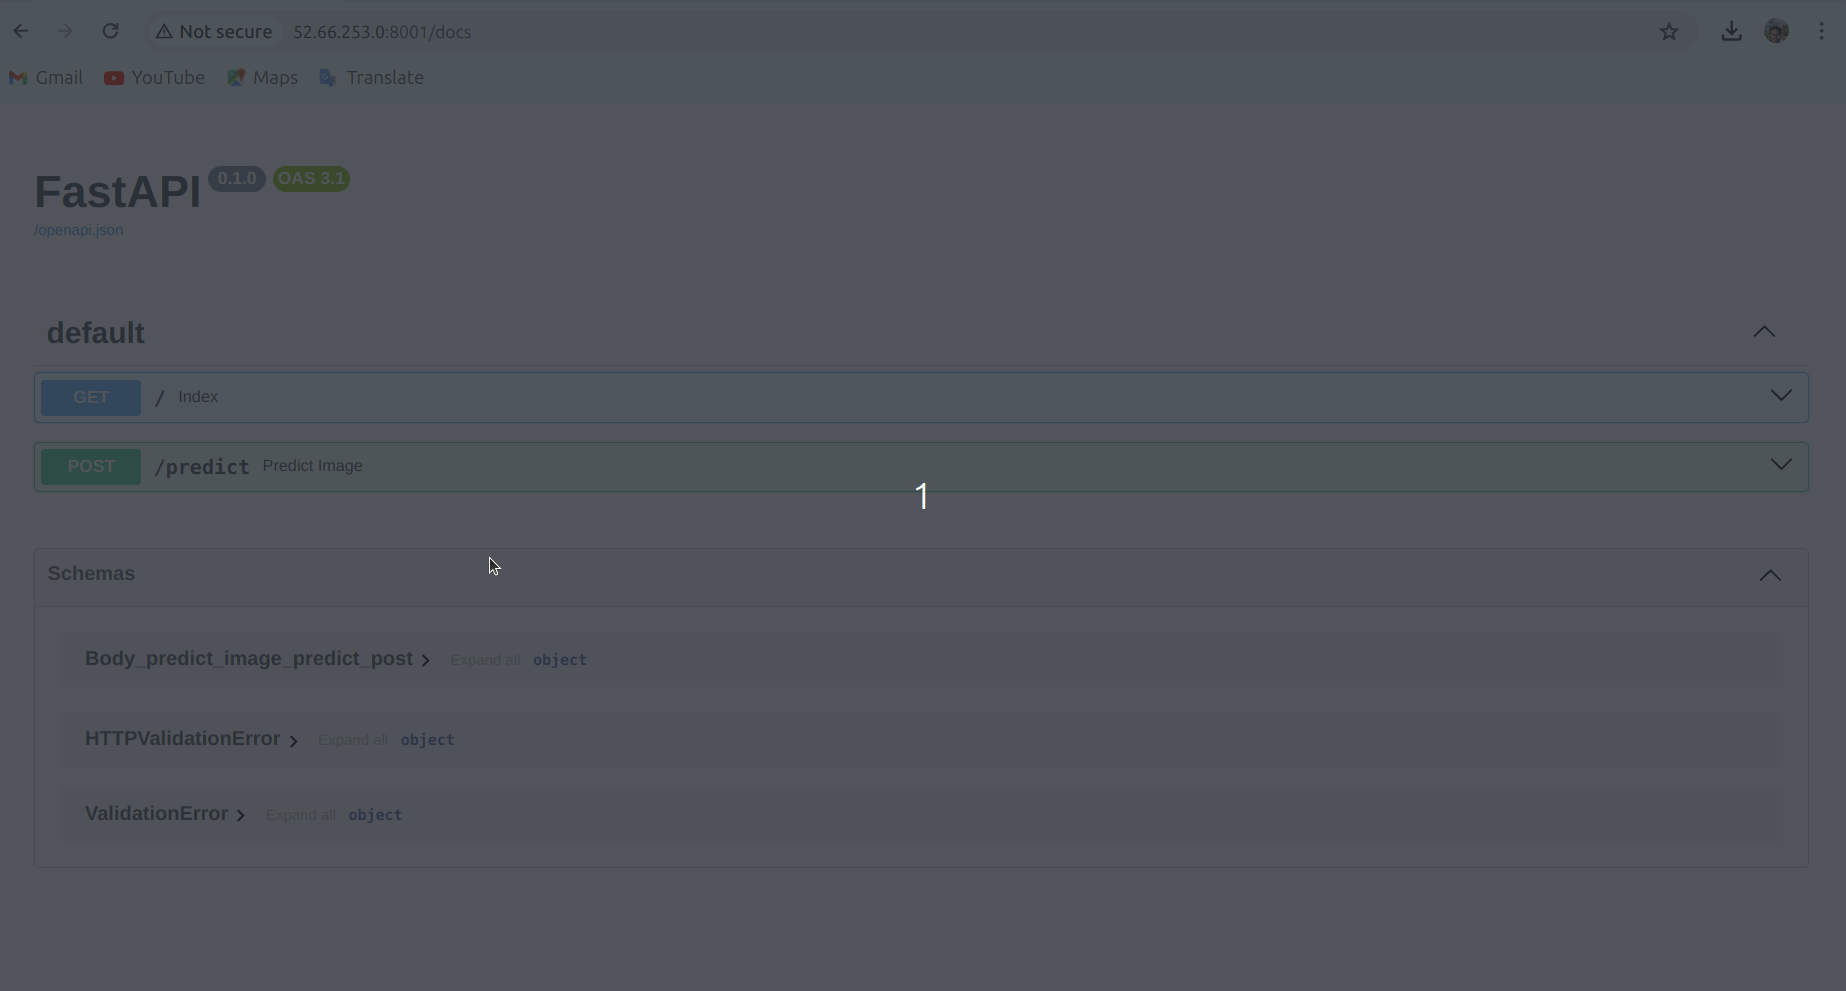 Not secure 52.66.253.0:8001/docs
Gmail YouTube Maps Translate
FastAPI 0.1.0 OAS 3.1
/openapi.json
default
GET / Index
POST /predict Predict Image
1
Schemas
Body_predict_image_predict_post Expand all object
HTTPValidationError Expand all object
ValidationError Expand all object